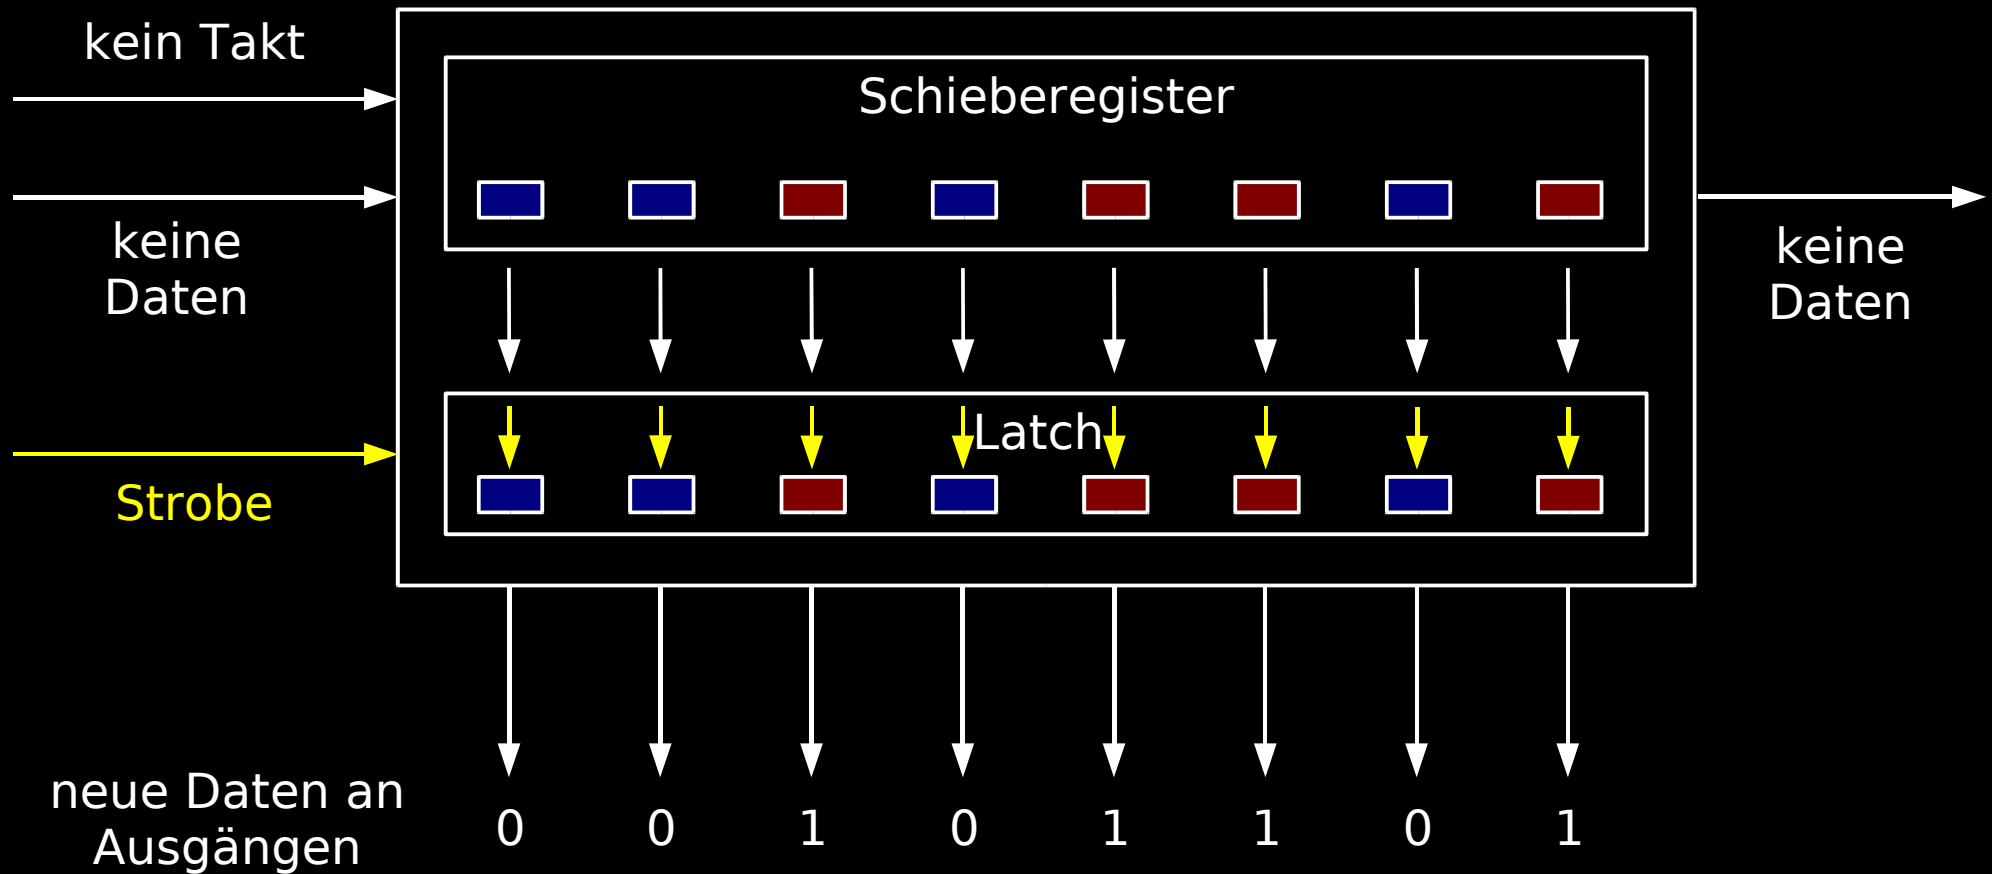 kein Takt
Schieberegister
keine
Daten
keine
Daten
Latch
Strobe
neue Daten an
Ausgängen
0 0 1 0 1 1 0 1